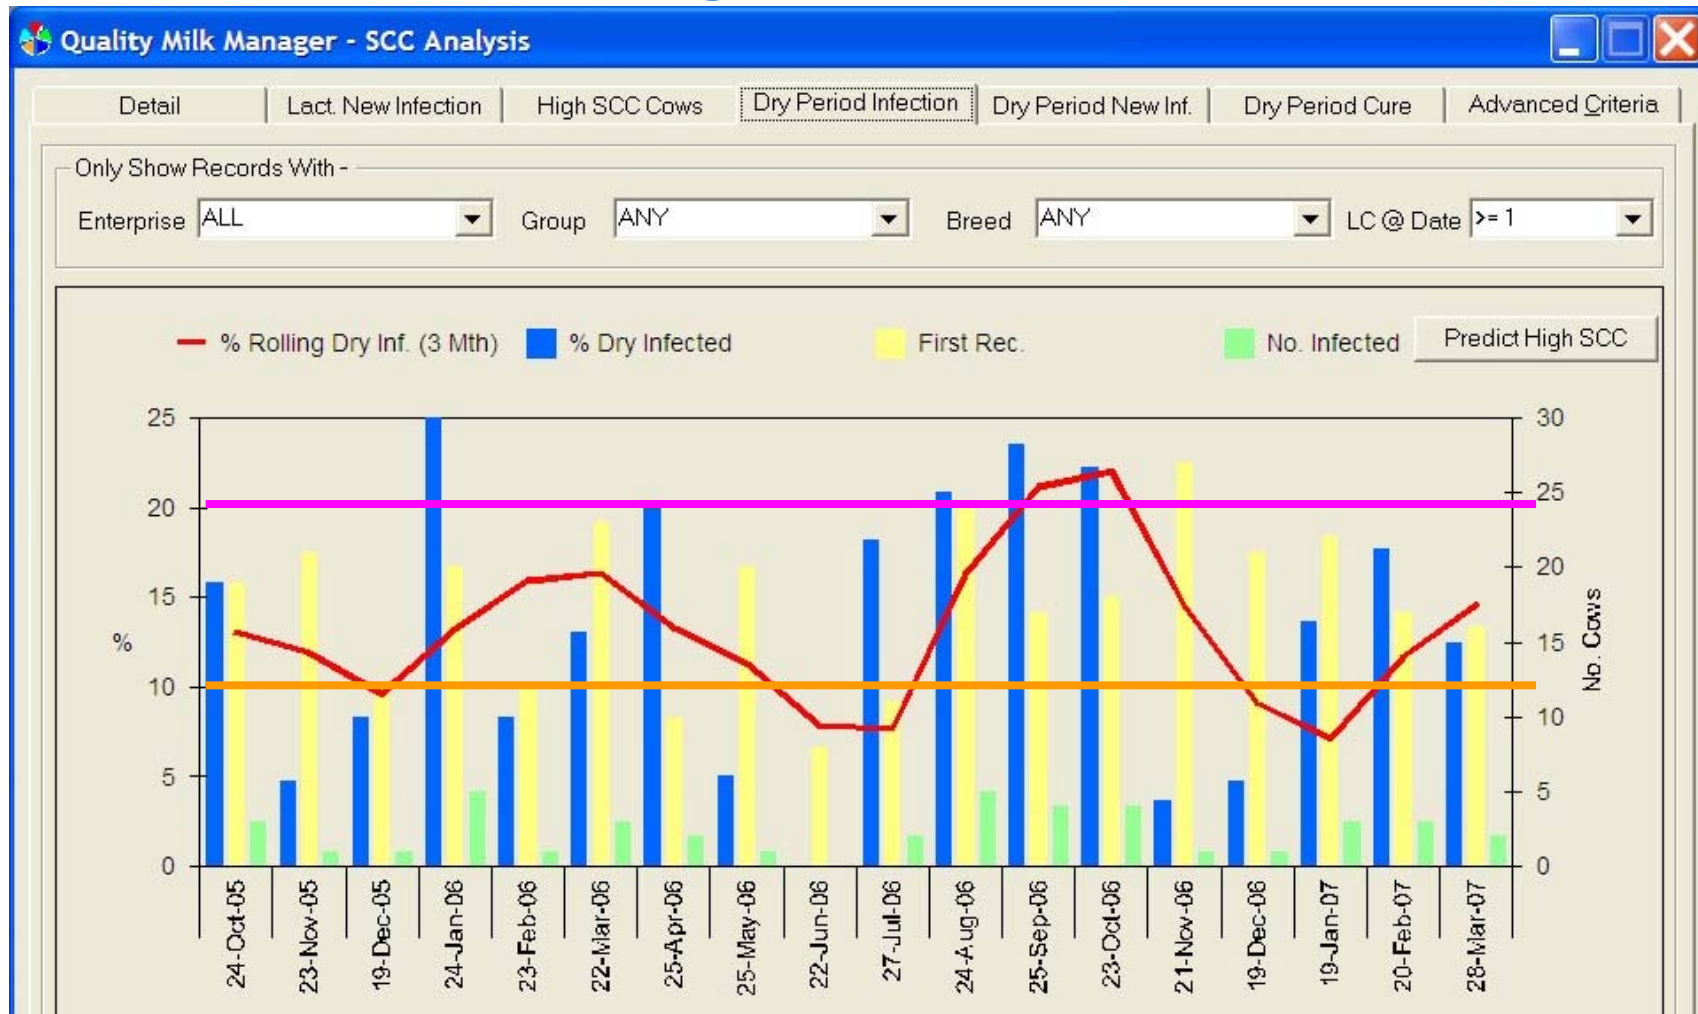 Quality Milk Manager - SCC Analysis
Detail Lact. New Infection High SCC Cows Dry Period Infection Dry Period New Inf. Dry Period Cure Advanced Criteria
Only Show Records With -
Enterprise ALL Group ANY Breed ANY LC @ Date >= 1
% Rolling Dry Inf. (3 Mth) % Dry Infected First Rec. No. Infected Predict High SCC
25 30
20 25
15 20
% 15 No. Cows
10 10
5 5
0 0
24-Oct-05 23-Nov-05 19-Dec-05 24-Jan-06 23-Feb-06 22-Mar-06 25-Apr-06 25-May-06 22-Jun-06 27-Jul-06 24-Aug-06 25-Sep-06 23-Oct-06 21-Nov-06 19-Dec-06 19-Jan-07 20-Feb-07 28-Mar-07